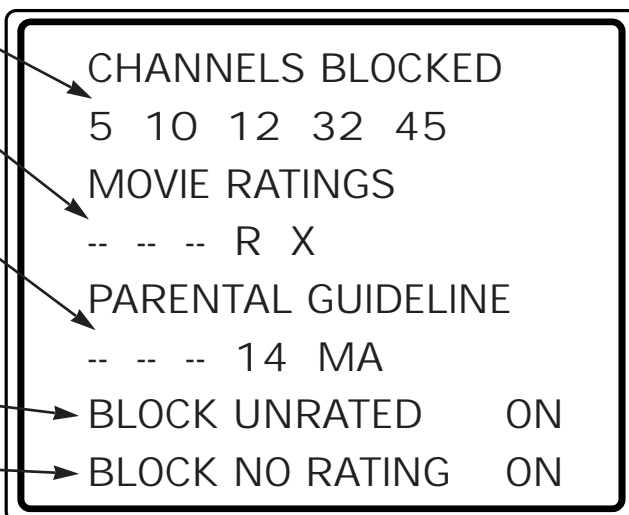 CHANNELS BLOCKED
5 10 12 32 45
MOVIE RATINGS
-- -- -- R X
PARENTAL GUIDELINE
-- -- -- 14 MA
BLOCK UNRATED ON
BLOCK NO RATING ON